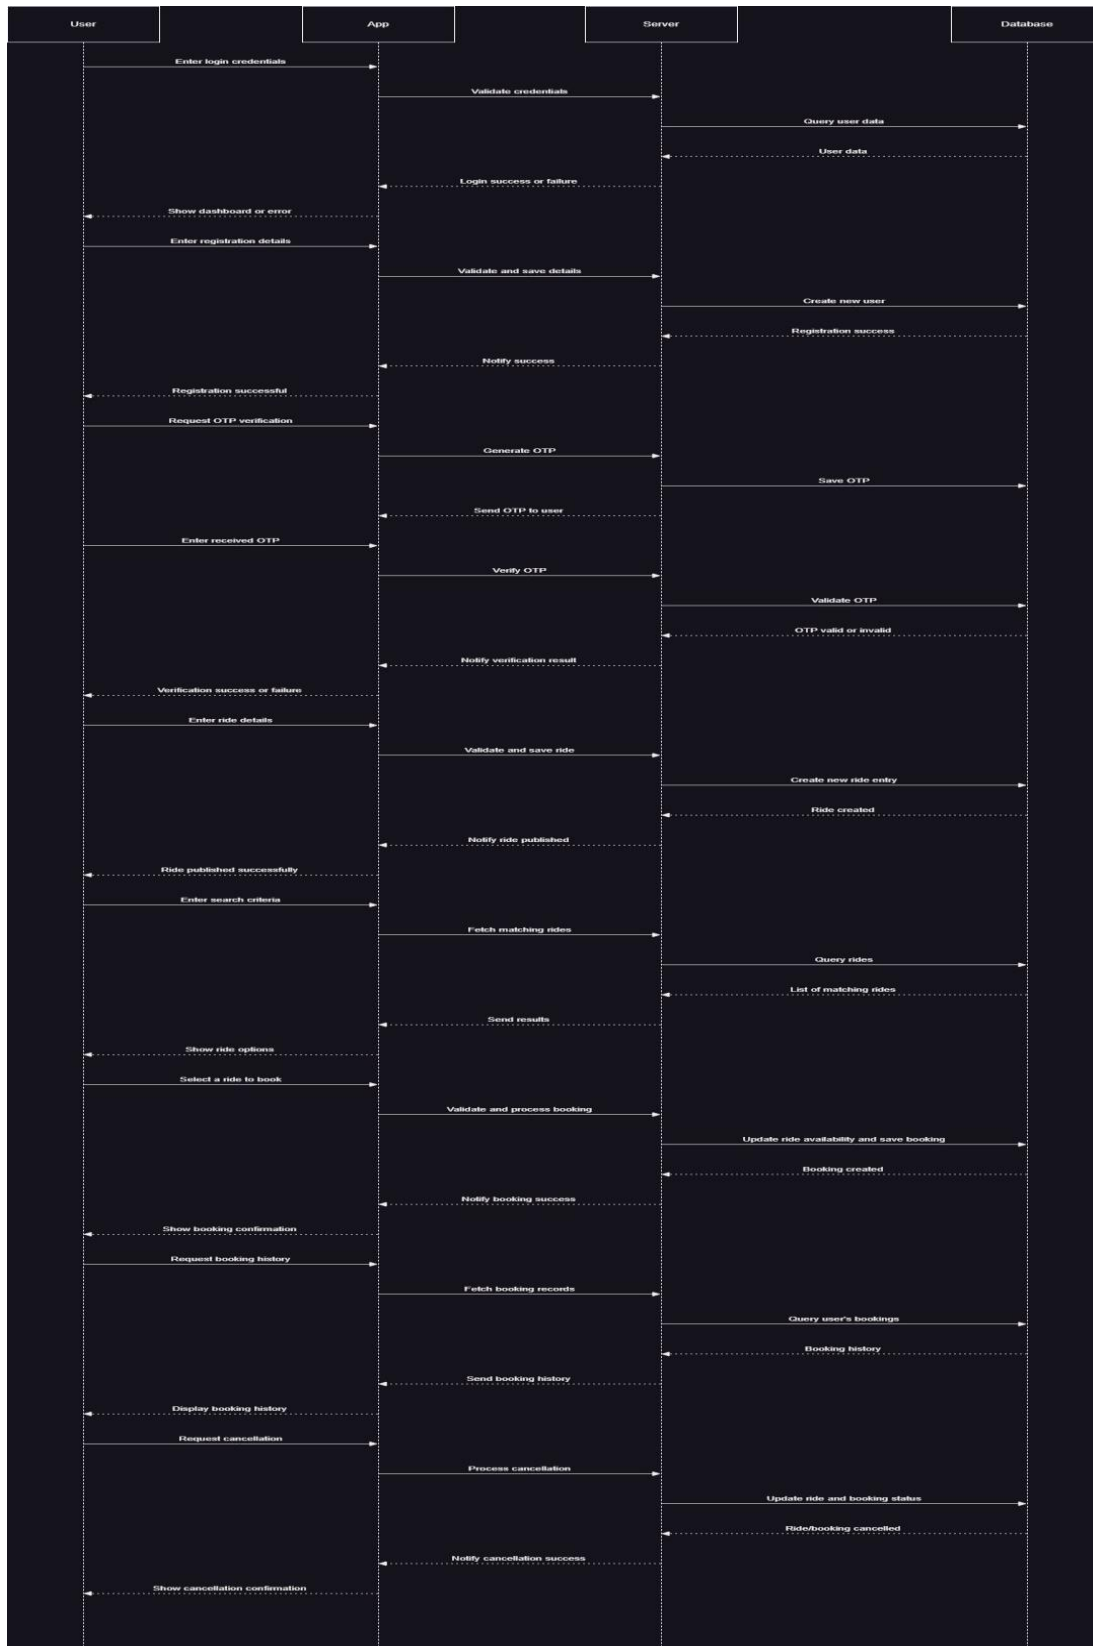 User App Server Database
Enter login credentials
Validate credentials
Query user data
User data
Login success or failure
Show dashboard or error
Enter registration details
Validate and save details
Create new user
Registration success
Notify success
Registration successful
Request OTP verification
Generate OTP
Save OTP
Send OTP to user
Enter received OTP
Verify OTP
Validate OTP
OTP valid or invalid
Notify verification result
Verification success or failure
Enter ride details
Validate and save ride
Create new ride entry
Ride created
Notify ride published
Ride published successfully
Enter search criteria
Fetch matching rides
Query rides
List of matching rides
Send results
Show ride options
Select a ride to book
Validate and process booking
Update ride availability and save booking
Booking created
Notify booking success
Show booking confirmation
Request booking history
Fetch booking records
Query user's bookings
Booking history
Send booking history
Display booking history
Request cancellation
Process cancellation
Update ride and booking status
Ride/booking cancelled
Notify cancellation success
Show cancellation confirmation